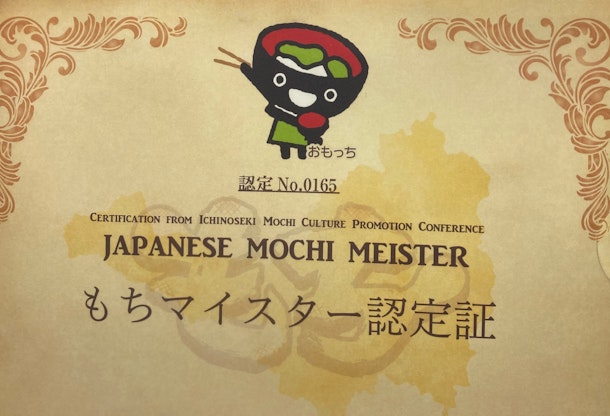 おもっち
認定 No.0165
CERTIFICATION FROM ICHINOSEKI MOCHI CULTURE PROMOTION CONFERENCE
JAPANESE MOCHI MEISTER
もちマイスター認定証